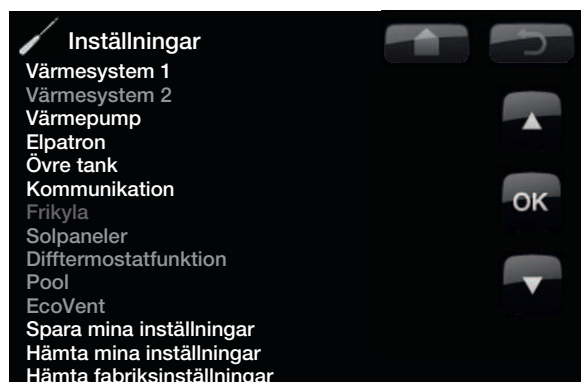 Inställningar
Värmesystem 1
Värmesystem 2
Värmepump
Elpatron
Övre tank
Kommunikation
OK
Frikyla
Solpaneler
Difftermostatfunktion
Pool
EcoVent
Spara mina inställningar
Hämta mina inställningar
Hämta fabriksinställningar